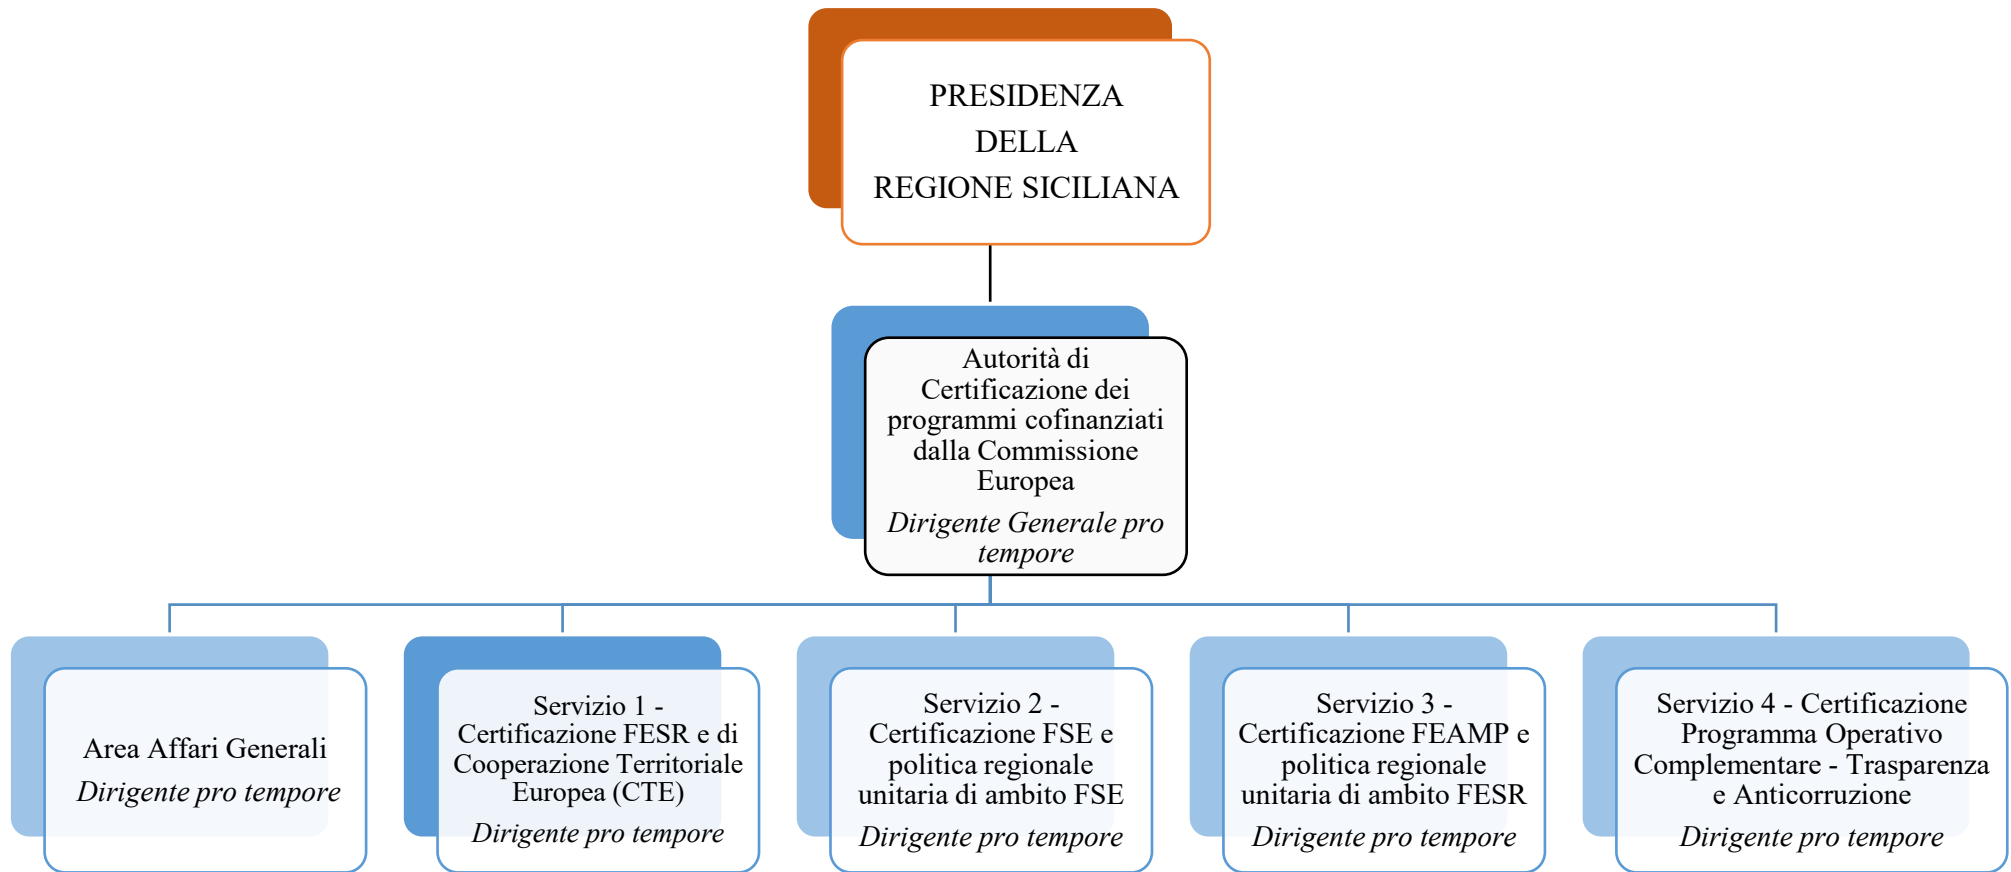 PRESIDENZA
DELLA
REGIONE SICILIANA
Autorità di
Certificazione dei
programmi cofinanziati
dalla Commissione
Europea
Dirigente Generale pro
tempore
Area Affari Generali
Dirigente pro tempore
Servizio 1 -
Certificazione FESR e di
Cooperazione Territoriale
Europea (CTE)
Dirigente pro tempore
Servizio 2 -
Certificazione FSE e
politica regionale
unitaria di ambito FSE
Dirigente pro tempore
Servizio 3 -
Certificazione FEAMP e
politica regionale
unitaria di ambito FESR
Dirigente pro tempore
Servizio 4 - Certificazione
Programma Operativo
Complementare - Trasparenza
e Anticorruzione
Dirigente pro tempore